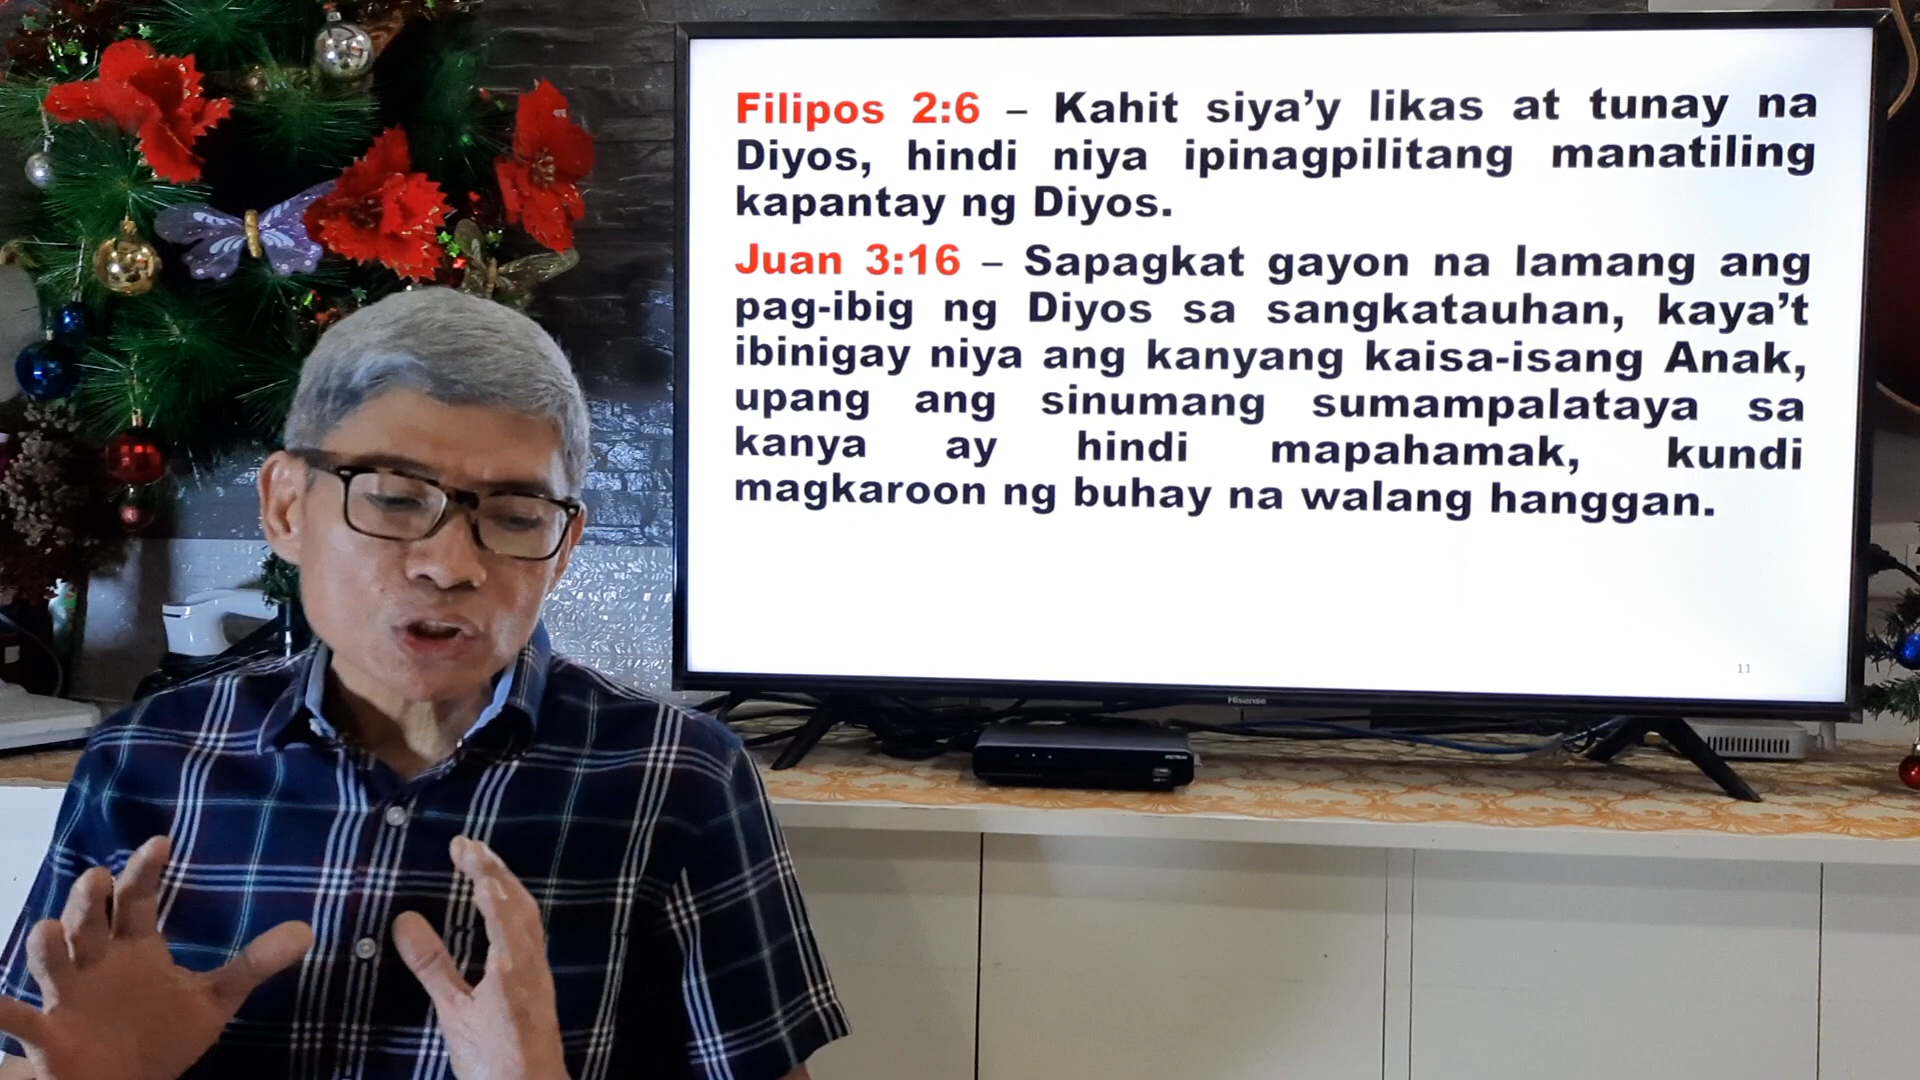 Filipos 2:6 – Kahit siya’y likas at tunay na
Diyos, hindi niya ipinagpilitang manatiling
kapantay ng Diyos.
Juan 3:16 – Sapagkat gayon na lamang ang
pag-ibig ng Diyos sa sangkatauhan, kaya’t
ibinigay niya ang kanyang kaisa-isang Anak,
upang ang sinumang sumampalataya sa
kanya ay hindi mapahamak, kundi
magkaroon ng buhay na walang hanggan.
11
Hisense